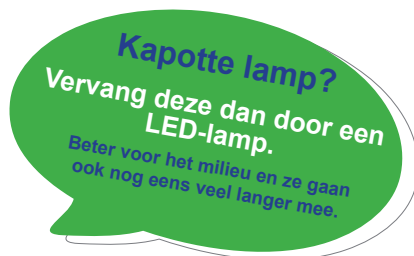 Kapotte lamp?
Vervang deze dan door een
LED-lamp.
Beter voor het milieu en ze gaan
ook nog eens veel langer mee.